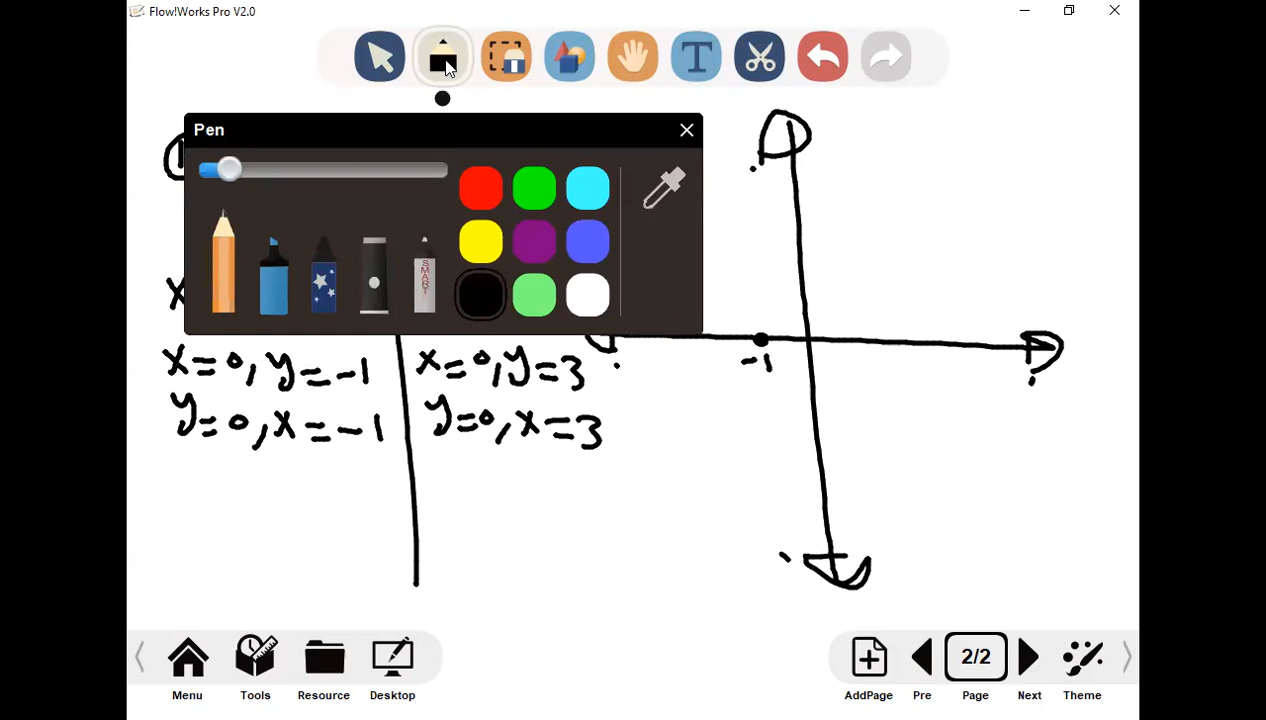 Flow!Works Pro V2.0
Pen
SMART
x
-1
x=0, y=-1
x=0, y=3
y=0, x=-1
y=0, x=3
Menu
Tools
Resource
Desktop
AddPage
Pre
2/2
Page
Next
Theme